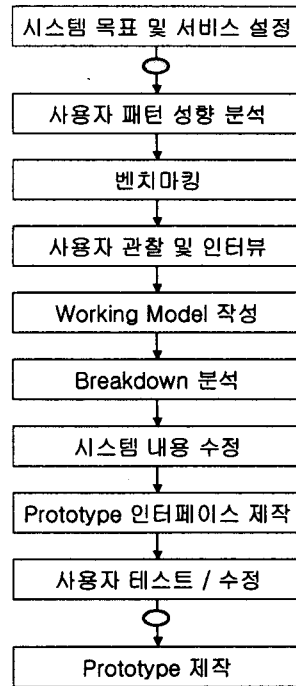 시스템 목표 및 서비스 설정
사용자 패턴 성향 분석
벤치마킹
사용자 관찰 및 인터뷰
Working Model 작성
Breakdown 분석
시스템 내용 수정
Prototype 인터페이스 제작
사용자 테스트 / 수정
Prototype 제작